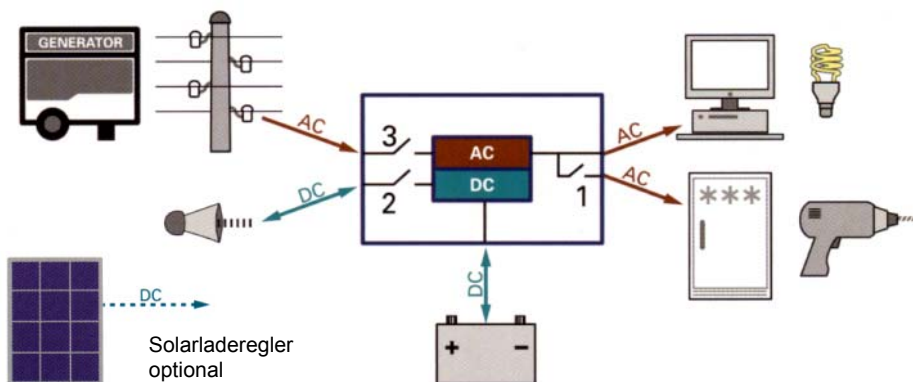 GENERATOR
AC
3
AC
DC
2
1
AC
AC
DC
DC
DC
Solarladeregler
optional
+ −